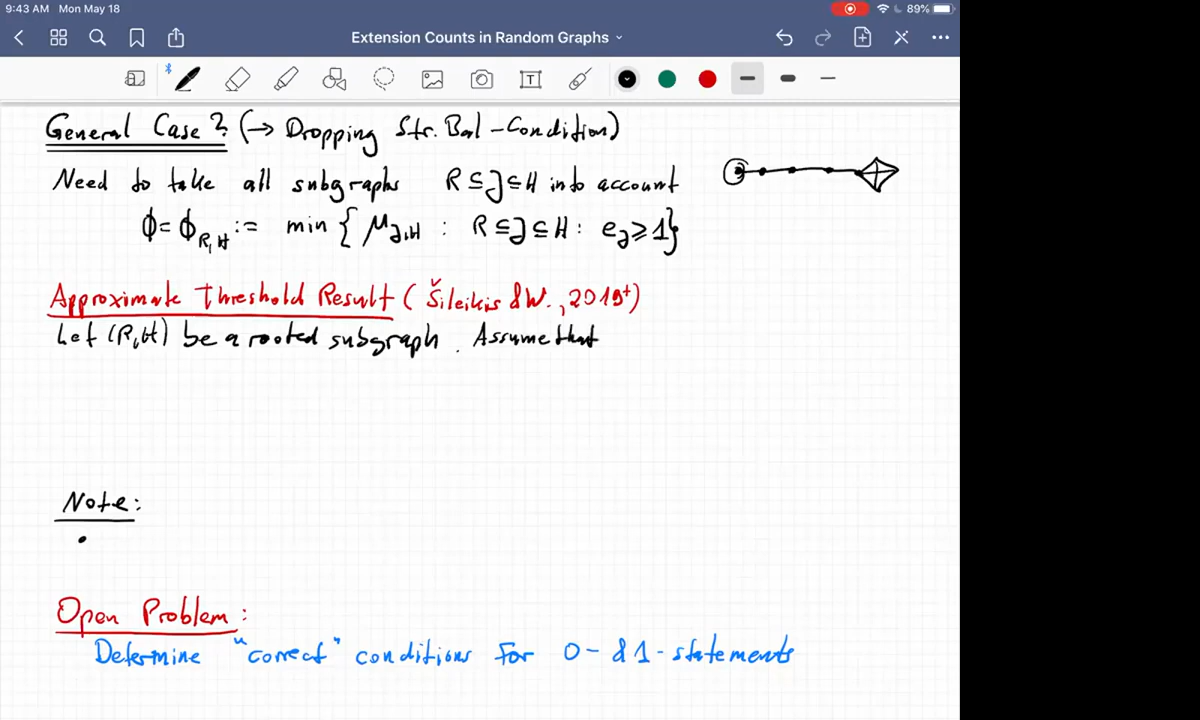 9:43 AM Mon May 18
89%
Extension Counts in Random Graphs
General Case? (→ Dropping Str. Bal-Condition)
Need to take all subgraphs R ⊆ J ⊆ H into account
Φ = Φ_{R,H} := min { μ_{J,H} : R ⊆ J ⊆ H : e_J ≥ 1}
Approximate Threshold Result (Šileikis & W., 2019+)
Let (R,H) be a rooted subgraph. Assume that
Note:
•
Open Problem:
Determine "correct" conditions for 0- & 1-statements